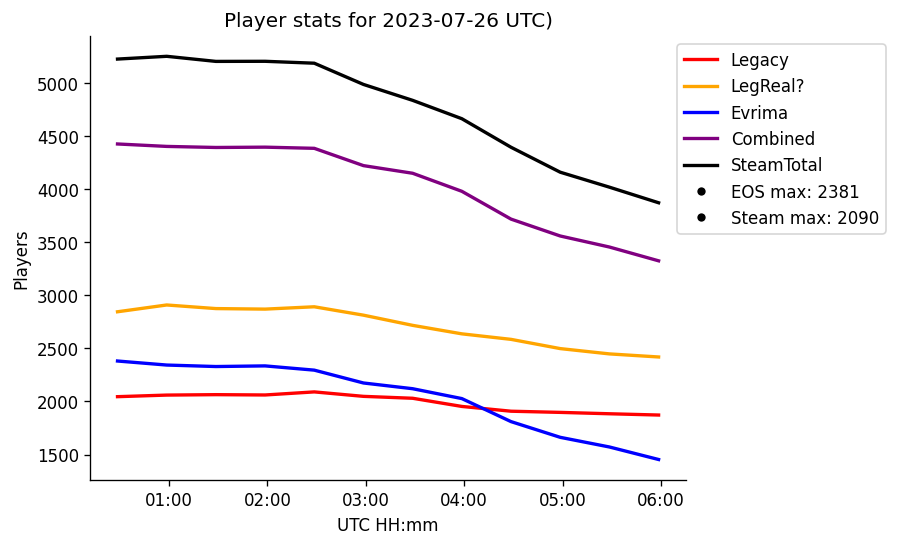 Player stats for 2023-07-26 UTC)
Legacy
LegReal?
Evrima
Combined
SteamTotal
EOS max: 2381
Steam max: 2090
Players
5000
4500
4000
3500
3000
2500
2000
1500
01:00 02:00 03:00 04:00 05:00 06:00
UTC HH:mm